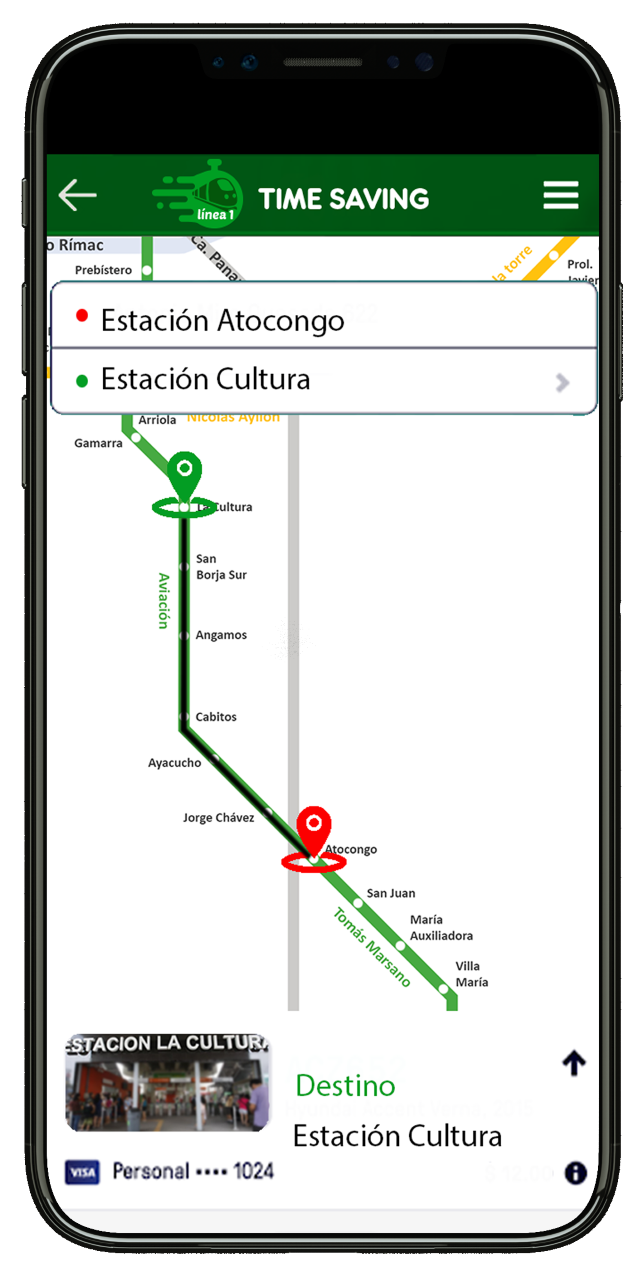 línea 1
TIME SAVING
o Rímac
Ca. Pana
Prebístero
la torre
Prol.
Javier
Estación Atocongo
Estación Cultura
Arriola
Nicolás Ayllón
Gamarra
La Cultura
San
Borja Sur
Aviación
Angamos
Cabitos
Ayacucho
Jorge Chávez
Atocongo
San Juan
María
Auxiliadora
Tomás Marsano
Villa
María
ESTACION LA CULTURA
Destino
Estación Cultura
VISA Personal •••• 1024